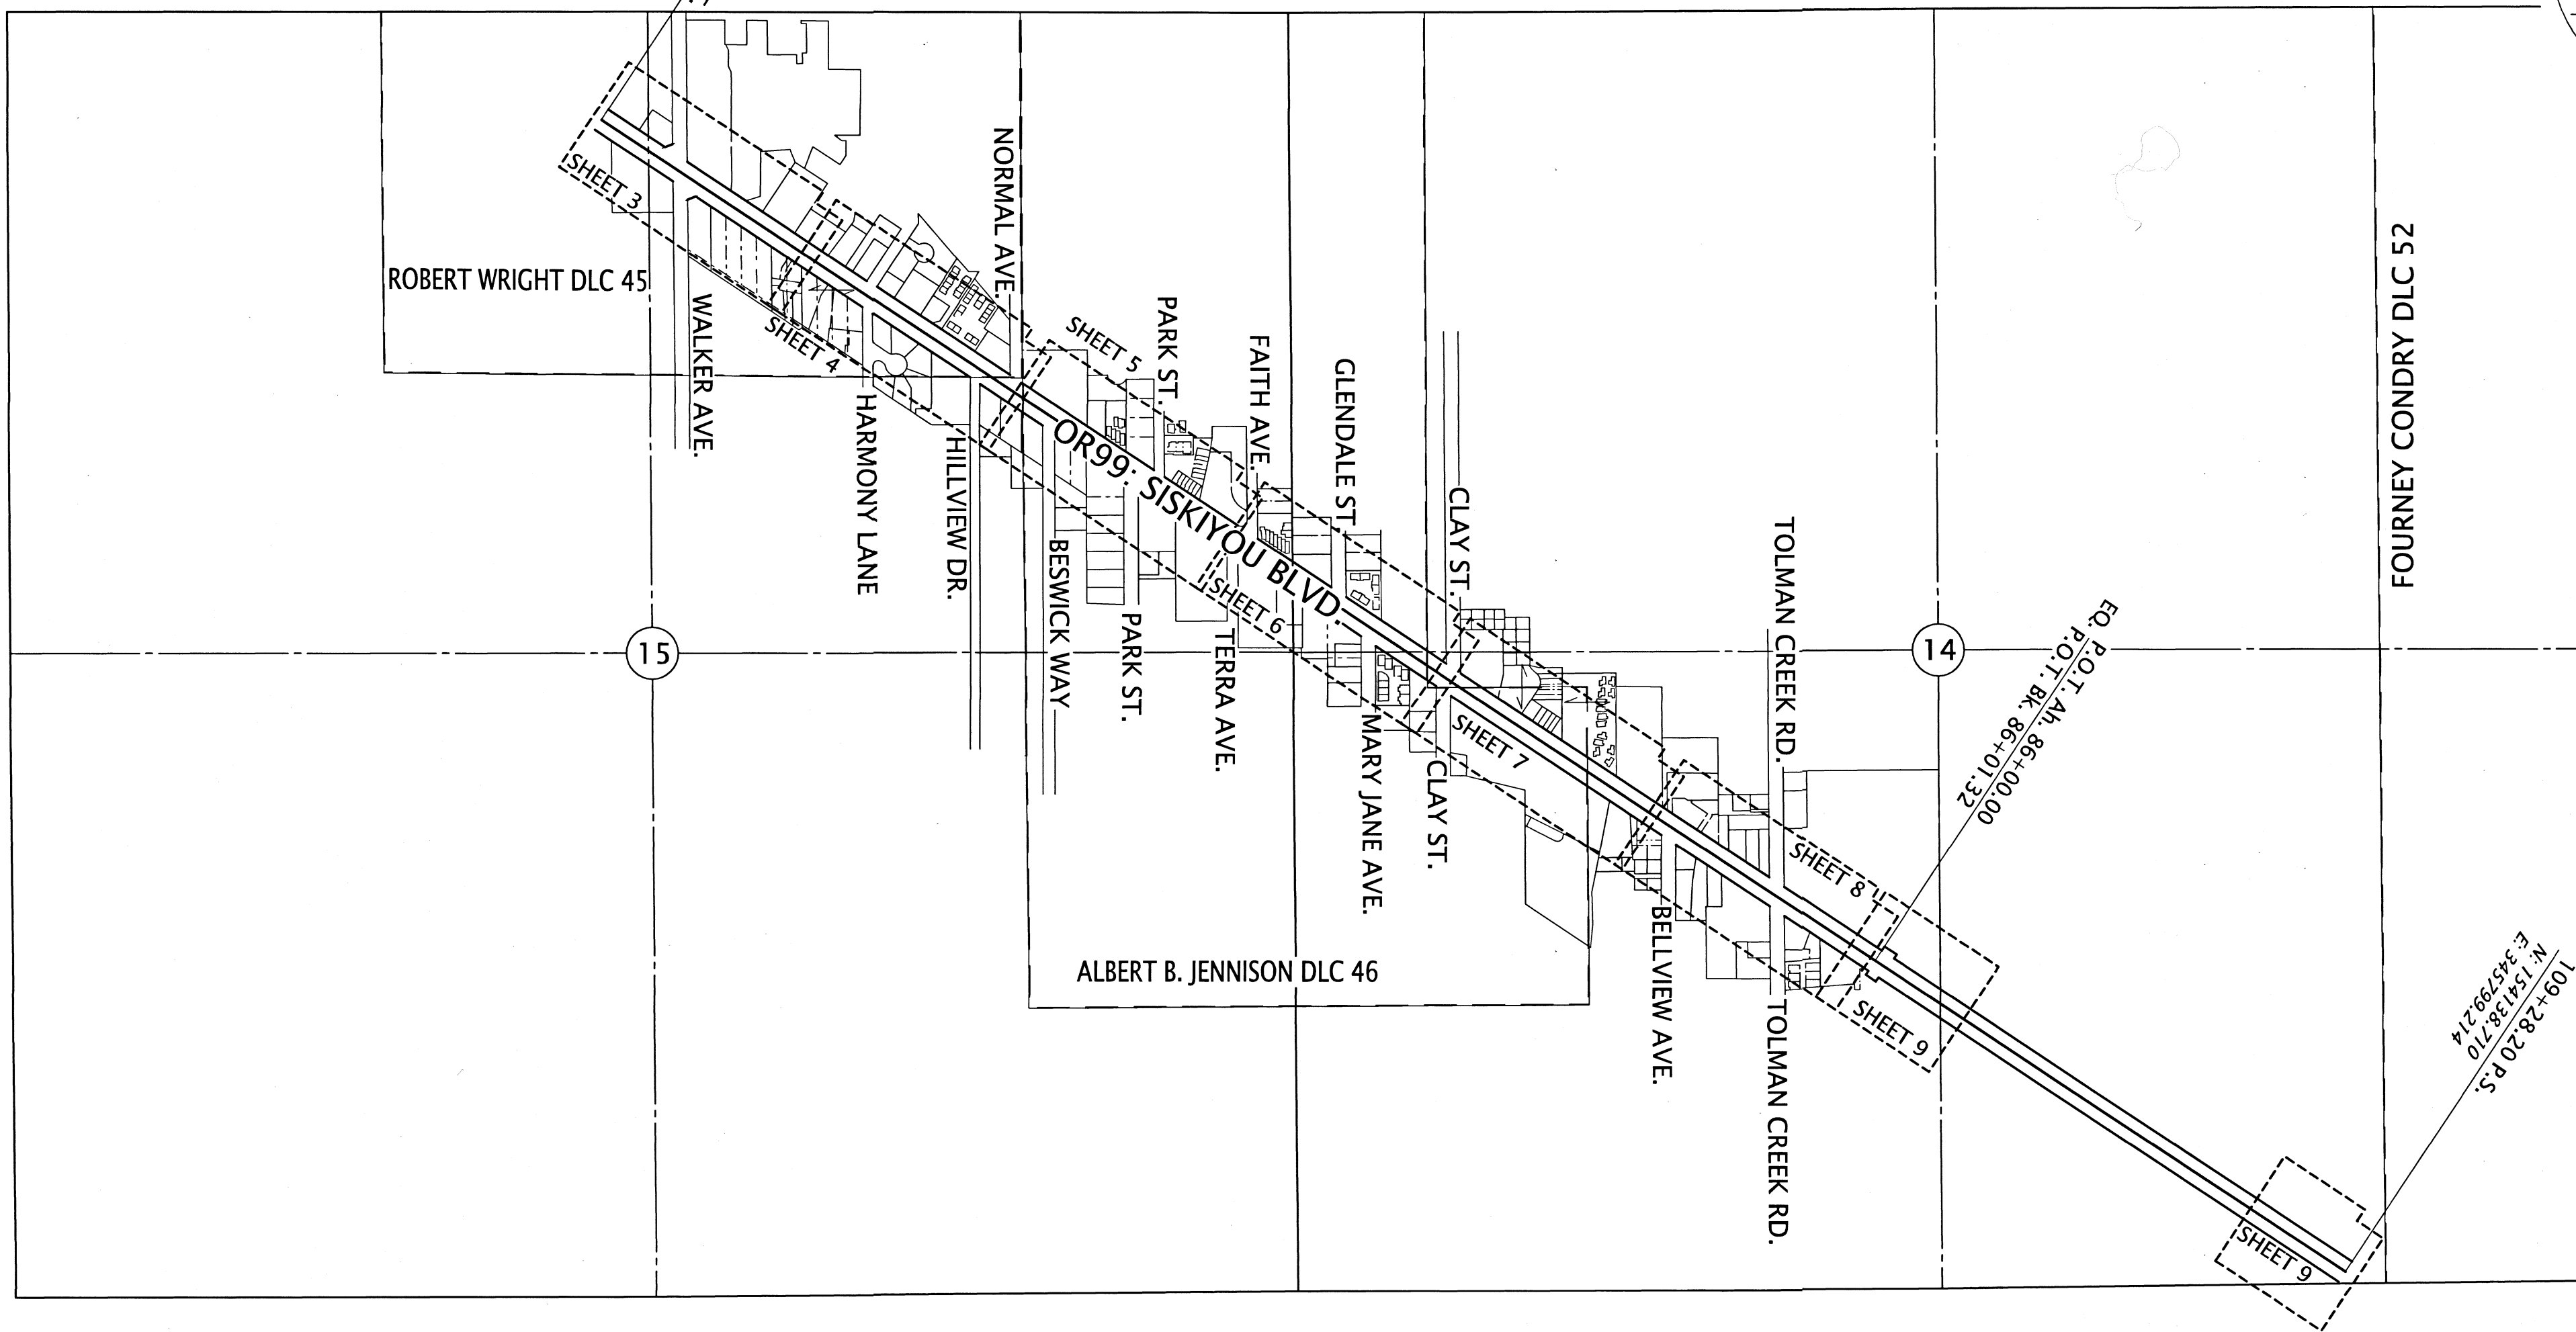 SHEET 3
ROBERT WRIGHT DLC 45
WALKER AVE.
SHEET 4
HARMONY LANE
HILLVIEW DR.
NORMAL AVE.
SHEET 5
OR99: SISKIYOU BLVD.
BESWICK WAY
PARK ST.
PARK ST.
FAITH AVE.
TERRA AVE.
SHEET 6
GLENDALE ST.
MARY JANE AVE.
CLAY ST.
CLAY ST.
SHEET 7
BELLVIEW AVE.
TOLMAN CREEK RD.
TOLMAN CREEK RD.
SHEET 8
SHEET 9
15
14
ALBERT B. JENNISON DLC 46
EQ. P.O.T. Ah. 86+00.00
P.O.T. Bk. 86+01.32
FOURNEY CONDRY DLC 52
109+28.20 P.S.
N: 154138.710
E: 345799.214
SHEET 9